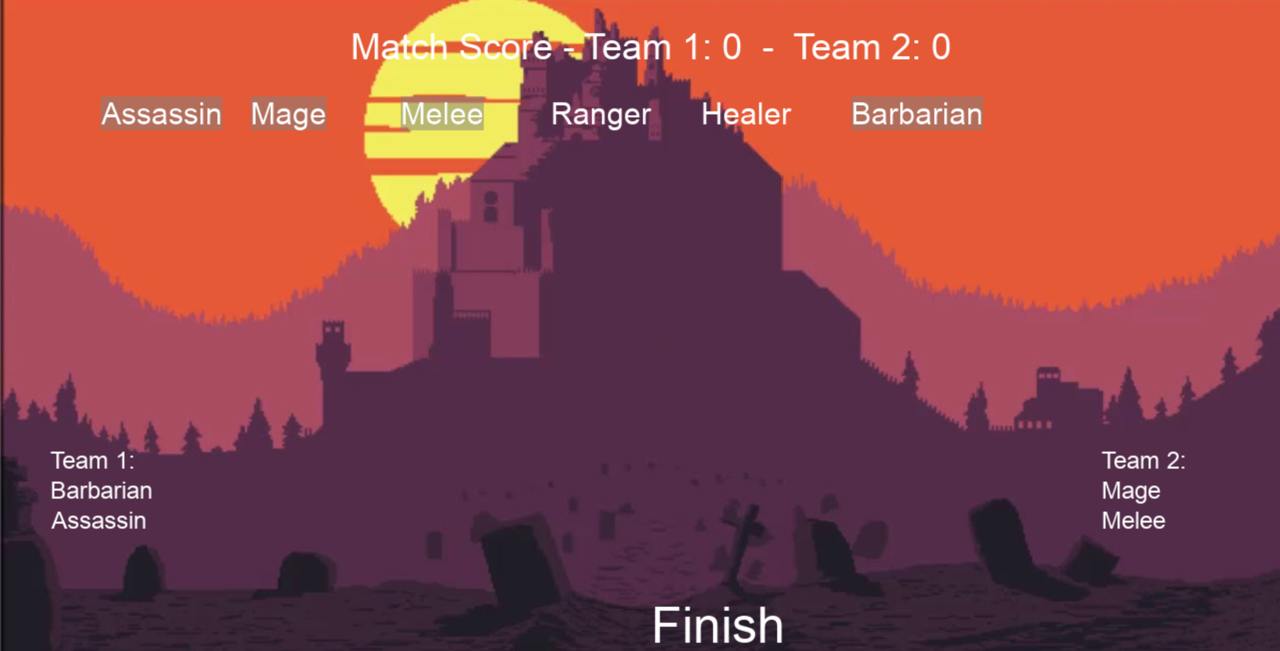 Match Score - Team 1: 0 - Team 2: 0
Assassin Mage Melee Ranger Healer Barbarian
Team 1:
Barbarian
Assassin
Team 2:
Mage
Melee
Finish